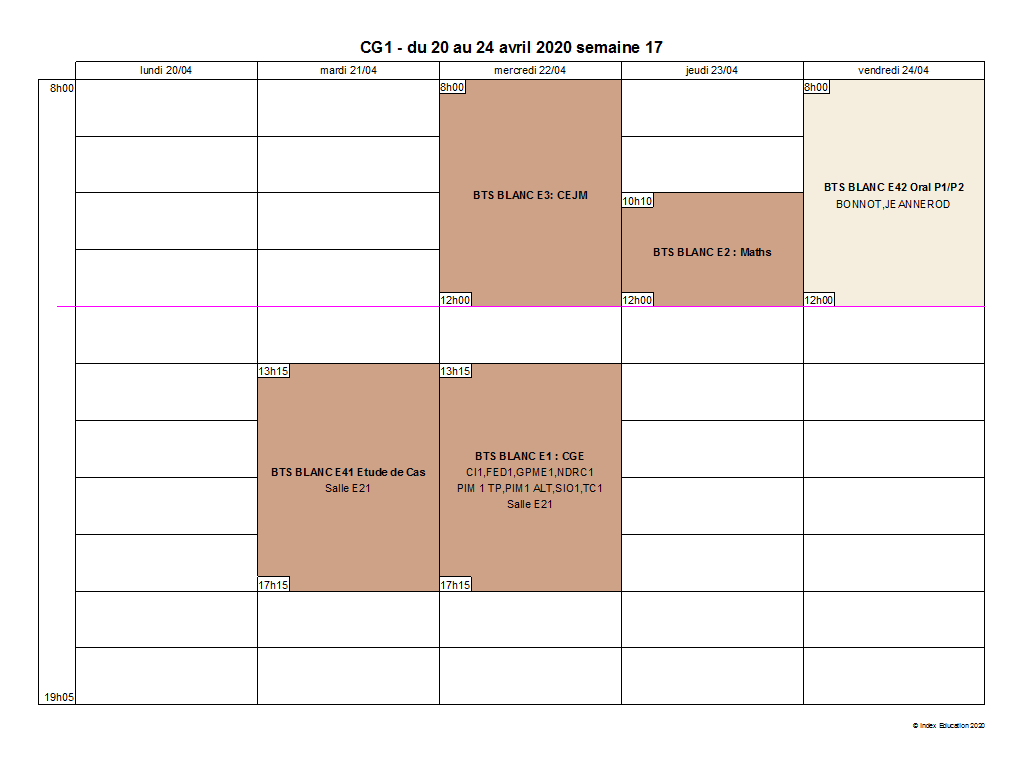 CG1 - du 20 au 24 avril 2020 semaine 17
lundi 20/04
mardi 21/04
mercredi 22/04
jeudi 23/04
vendredi 24/04
8h00
8h00
BTS BLANC E3: CEJM
12h00
10h10
BTS BLANC E2 : Maths
12h00
8h00
BTS BLANC E42 Oral P1/P2
BONNOT,JEANNEROD
12h00
13h15
BTS BLANC E41 Etude de Cas
Salle E21
17h15
13h15
BTS BLANC E1 : CGE
CI1,FED1,GPME1,NDRC1
PIM 1 TP,PIM1 ALT,SIO1,TC1
Salle E21
17h15
19h05
© Index Education 2020